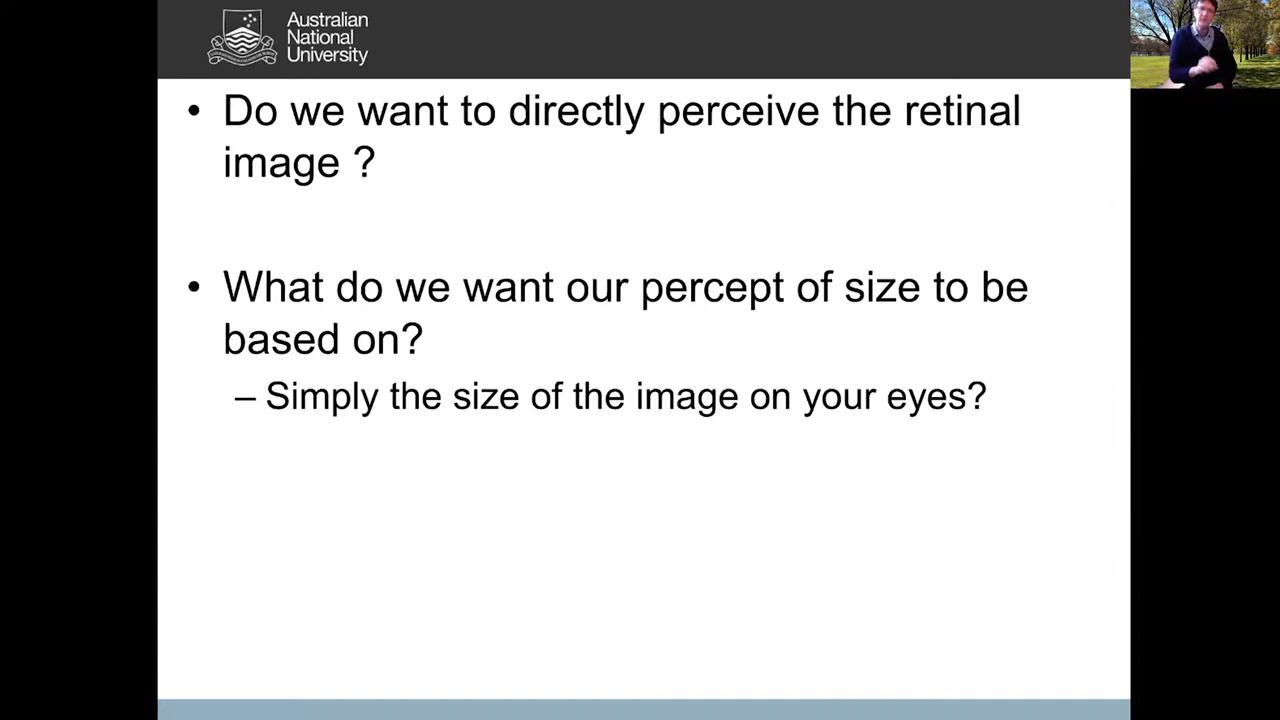 Australian
National
University
• Do we want to directly perceive the retinal
image ?
• What do we want our percept of size to be
based on?
– Simply the size of the image on your eyes?